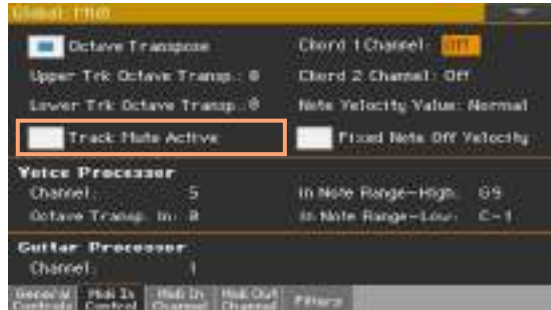 Global: Midi
Octave Transpose
Chord 1 Channel: Off
Upper Trk Octave Transp.: 0
Chord 2 Channel: Off
Lower Trk Octave Transp.: 0
Note Velocity Value: Normal
Track Mute Active
Fixed Note Off Velocity
Voice Processor
Channel: 5
In Note Range-High: G9
Octave Transp. In: 0
In Note Range-Low: C-1
Guitar Processor
Channel: 1
General Controls
Midi In Control
Midi In Channel
Midi Out Channel
Filters